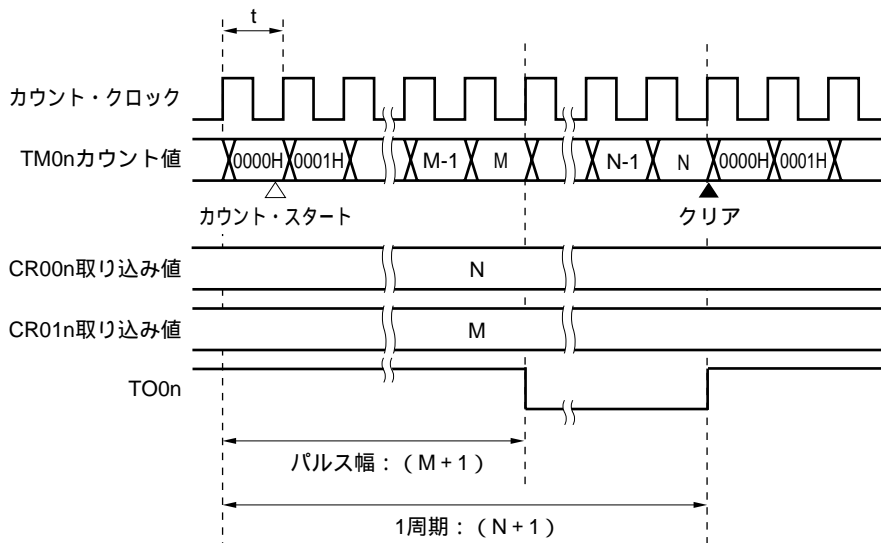 t
カウント・クロック
TM0nカウント値
0000H 0001H M-1 M N-1 N 0000H 0001H
カウント・スタート
クリア
CR00n取り込み値
N
CR01n取り込み値
M
TO0n
パルス幅：（M+1）
1周期：（N+1）